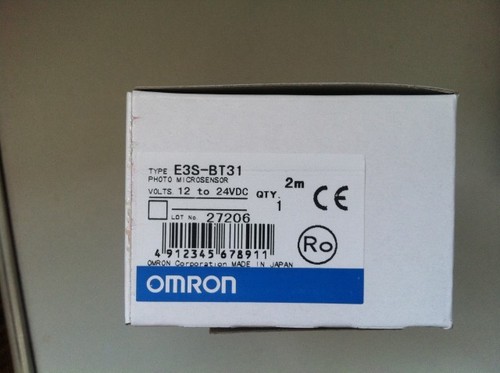 TYPE E3S-BT31
PHOTO MICROSENSOR 2m
VOLTS 12 to 24VDC QTY. 1
CE
LOT No. 27206
4 912345 678911
Ro
OMRON Corporation MADE IN JAPAN
OMRON